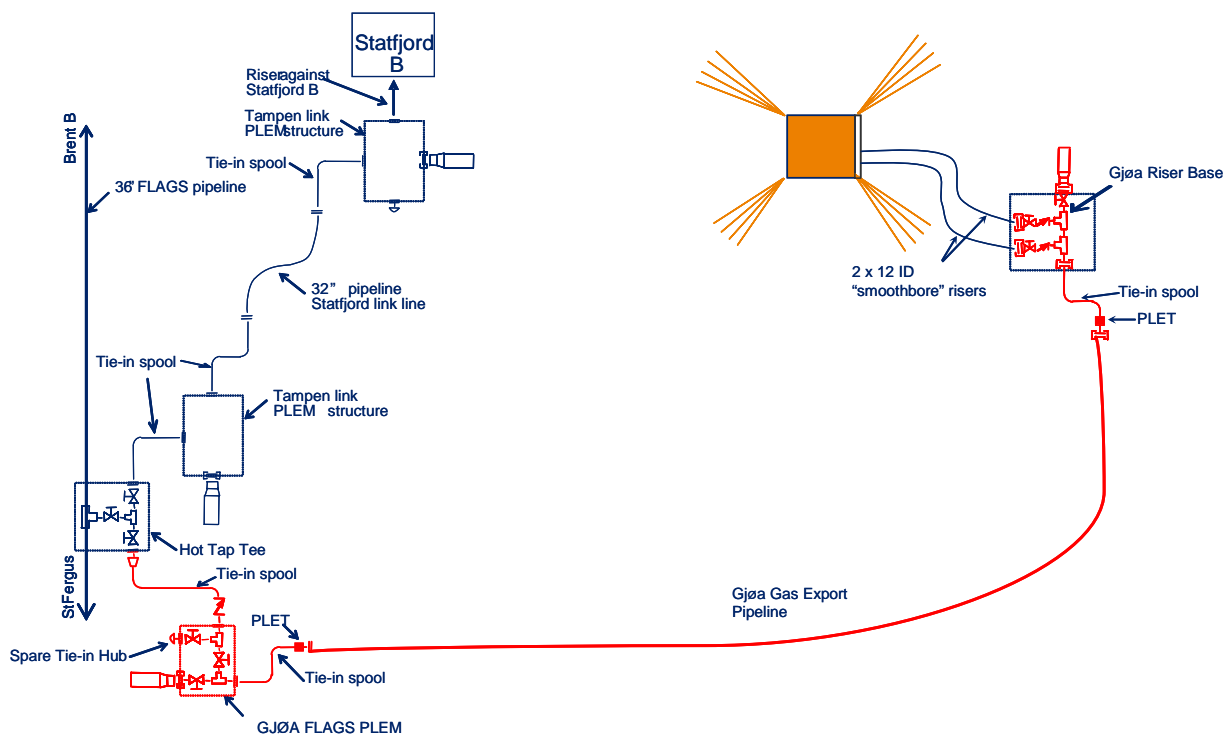 Statfjord
B
Riseragainst
Statfjord B
Tampen link
PLEMstructure
Tie-in spool
Brent B
36" FLAGS pipeline
Gjøa Riser Base
2 x 12 ID
“smoothbore” risers
32” pipeline
Statfjord link line
Tie-in spool
PLET
Tie-in spool
Tampen link
PLEM structure
Hot Tap Tee
StFergus
Tie-in spool
Gjøa Gas Export
Pipeline
PLET
Spare Tie-in Hub
Tie-in spool
GJØA FLAGS PLEM